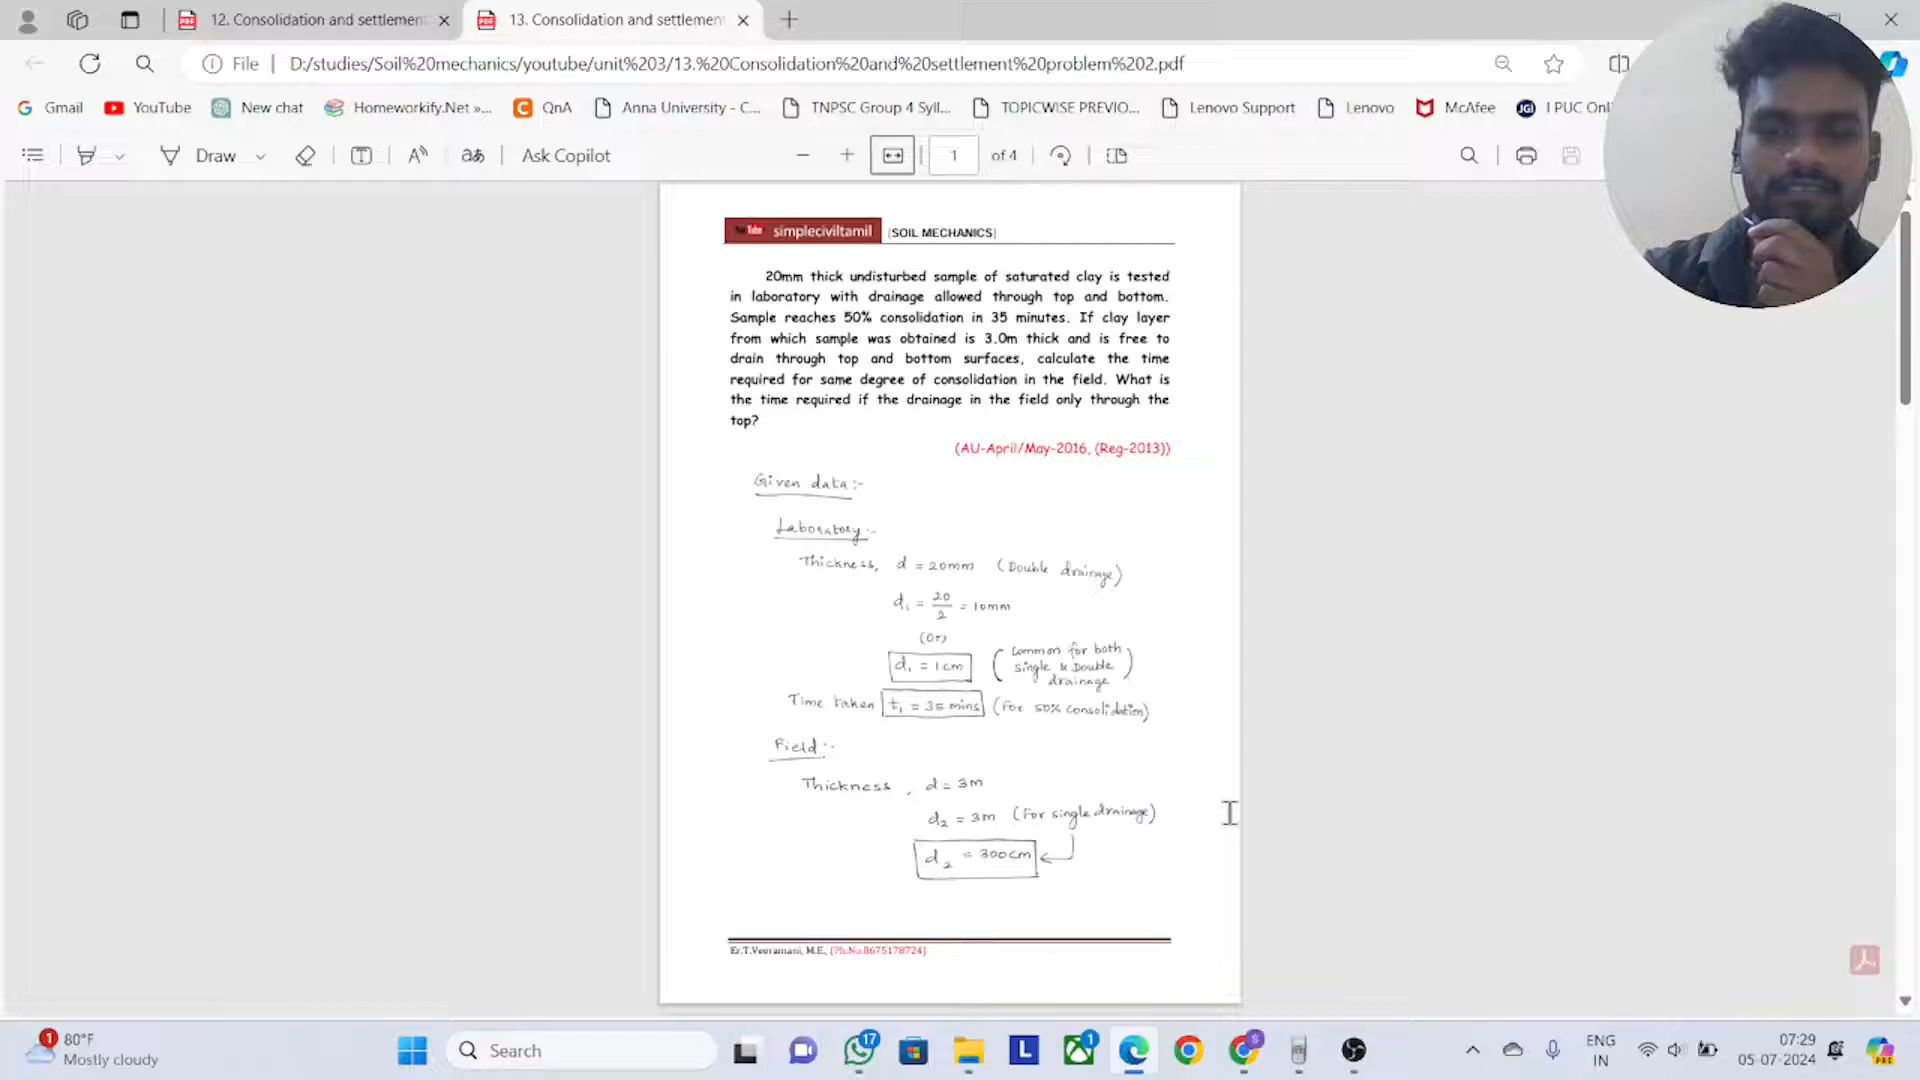 12. Consolidation and settlemen
13. Consolidation and settlemen
File
D:/studies/Soil%20mechanics/youtube/unit%203/13.%20Consolidation%20and%20settlement%20problem%202.pdf
Gmail
YouTube
New chat
Homeworkify.Net »...
QnA
Anna University - C...
TNPSC Group 4 Syll...
TOPICWISE PREVIO...
Lenovo Support
Lenovo
McAfee
I PUC Onl
Draw
Ask Copilot
1 of 4
simpleciviltamil [SOIL MECHANICS]
20mm thick undisturbed sample of saturated clay is tested
in laboratory with drainage allowed through top and bottom.
Sample reaches 50% consolidation in 35 minutes. If clay layer
from which sample was obtained is 3.0m thick and is free to
drain through top and bottom surfaces, calculate the time
required for same degree of consolidation in the field. What is
the time required if the drainage in the field only through the
top?
(AU-April/May-2016, (Reg-2013))
Given data:-
Laboratory:-
Thickness, d = 20mm (Double drainage)
d₁ = 20/2 = 10mm
(Or)
d₁ = 1cm (Common for both
single & Double
drainage)
Time taken t₁ = 35 mins (For 50% consolidation)
Field:-
Thickness, d = 3m
d₂ = 3m (For single drainage)
d₂ = 300cm
Er.T.Veeramani, M.E., (Ph.No.8675178724)
80°F
Mostly cloudy
Search
17
1
ENG
IN
07:29
05-07-2024